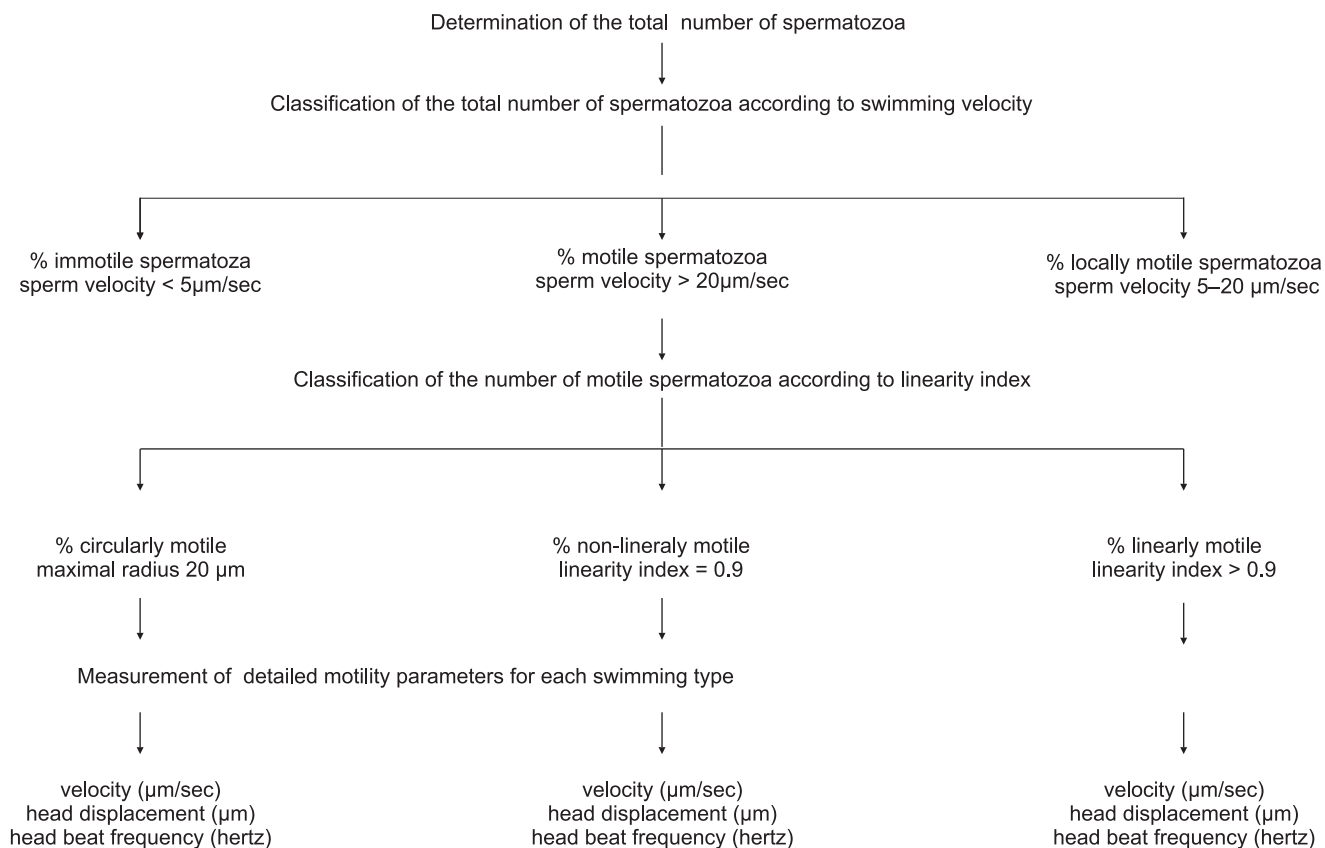 Determination of the total number of spermatozoa
Classification of the total number of spermatozoa according to swimming velocity
% immotile spermatoza
sperm velocity < 5µm/sec
% motile spermatozoa
sperm velocity > 20µm/sec
% locally motile spermatozoa
sperm velocity 5–20 µm/sec
Classification of the number of motile spermatozoa according to linearity index
% circularly motile
maximal radius 20 µm
% non-lineraly motile
linearity index = 0.9
% linearly motile
linearity index > 0.9
Measurement of detailed motility parameters for each swimming type
velocity (µm/sec)
head displacement (µm)
head beat frequency (hertz)
velocity (µm/sec)
head displacement (µm)
head beat frequency (hertz)
velocity (µm/sec)
head displacement (µm)
head beat frequency (hertz)